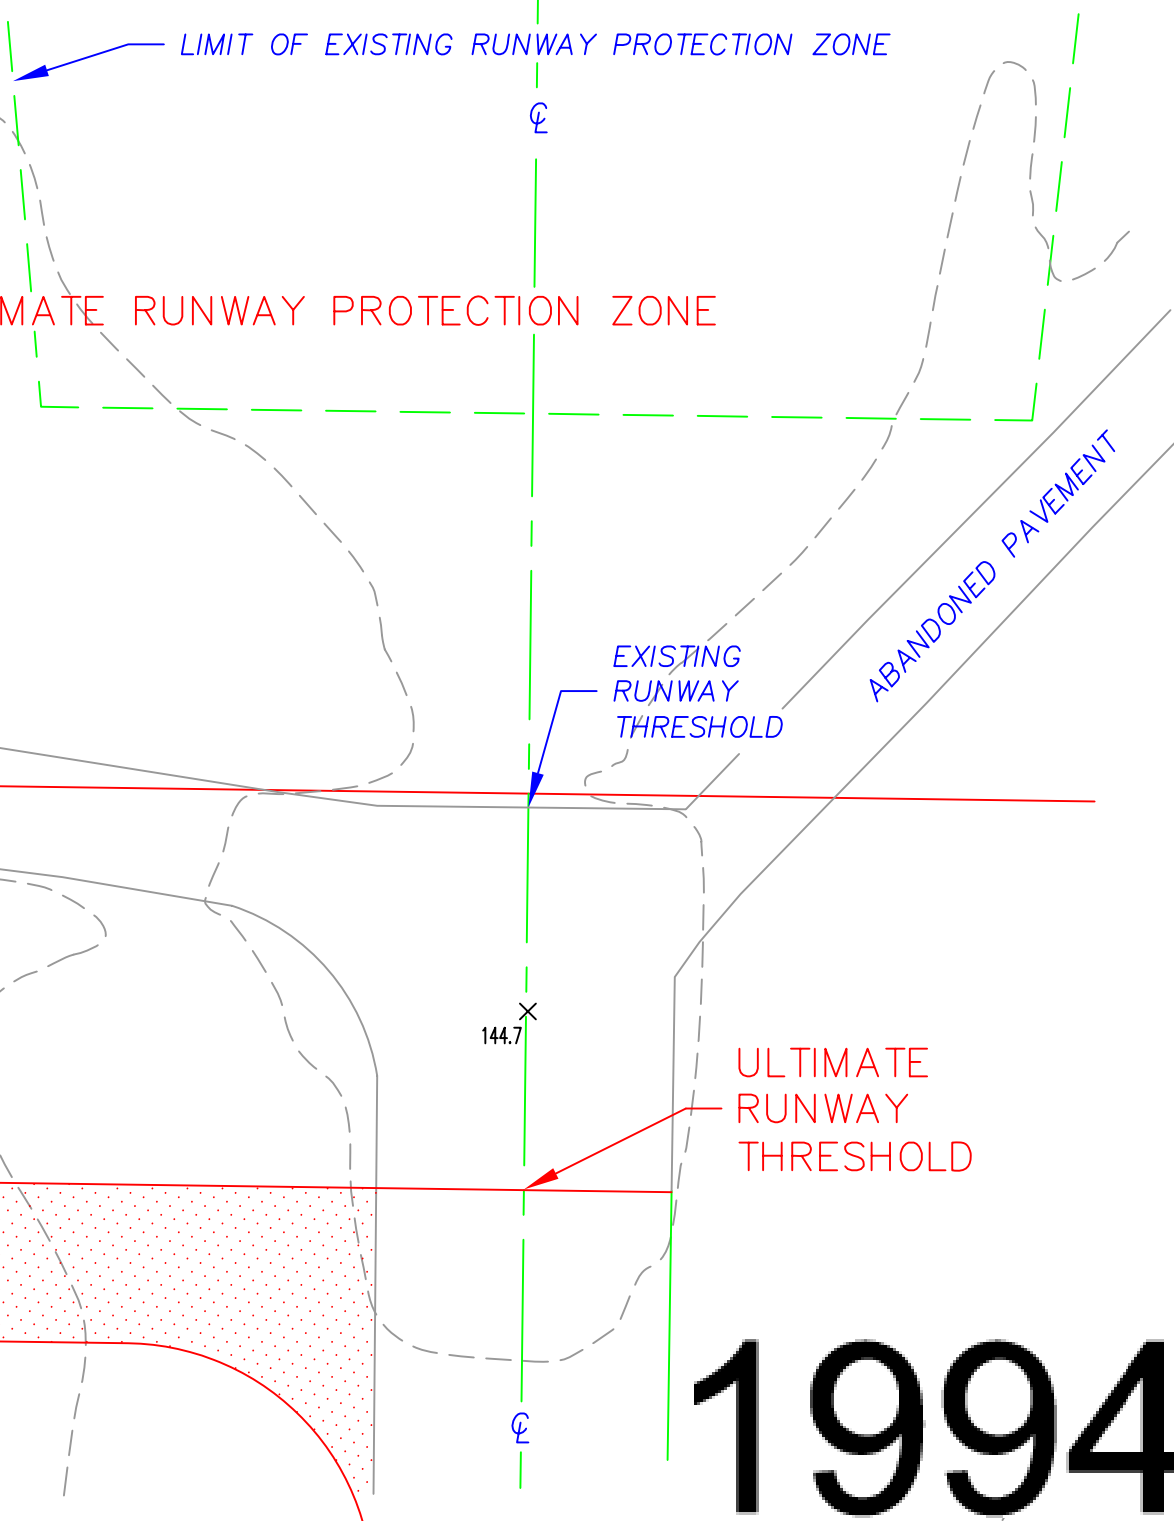 LIMIT OF EXISTING RUNWAY PROTECTION ZONE
℄
MATE RUNWAY PROTECTION ZONE
ABANDONED PAVEMENT
EXISTING
RUNWAY
THRESHOLD
144.7
ULTIMATE
RUNWAY
THRESHOLD
℄
1994